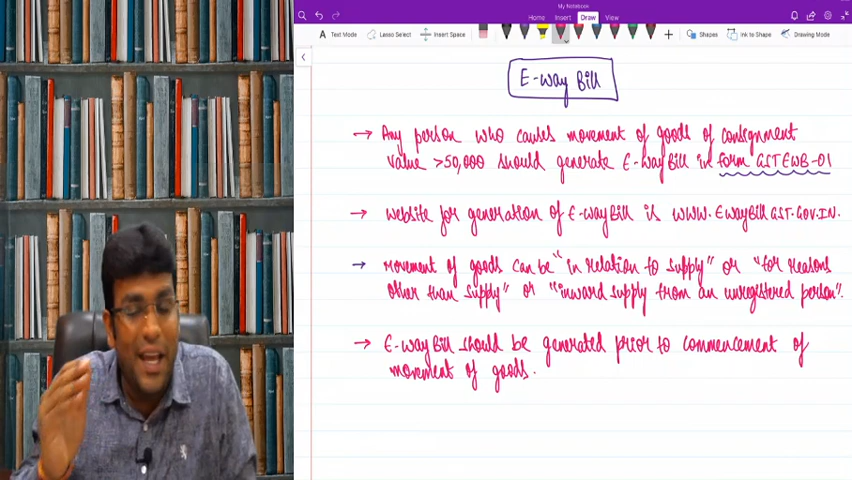 My Notebook
Home Insert Draw View
Text Mode Lasso Select Insert Space Shapes Ink to Shape Drawing Mode
E-way Bill
→ Any person who causes movement of goods of consignment
value >50,000 should generate E-way Bill in form GST EWB-01
→ website for generation of E-way Bill is WWW.EwayBillGST.GOV.IN.
→ Movement of goods can be "in relation to supply" or "for reasons
other than supply" or "inward supply from an unregistered person".
→ E-way Bill should be generated prior to commencement of
movement of goods.